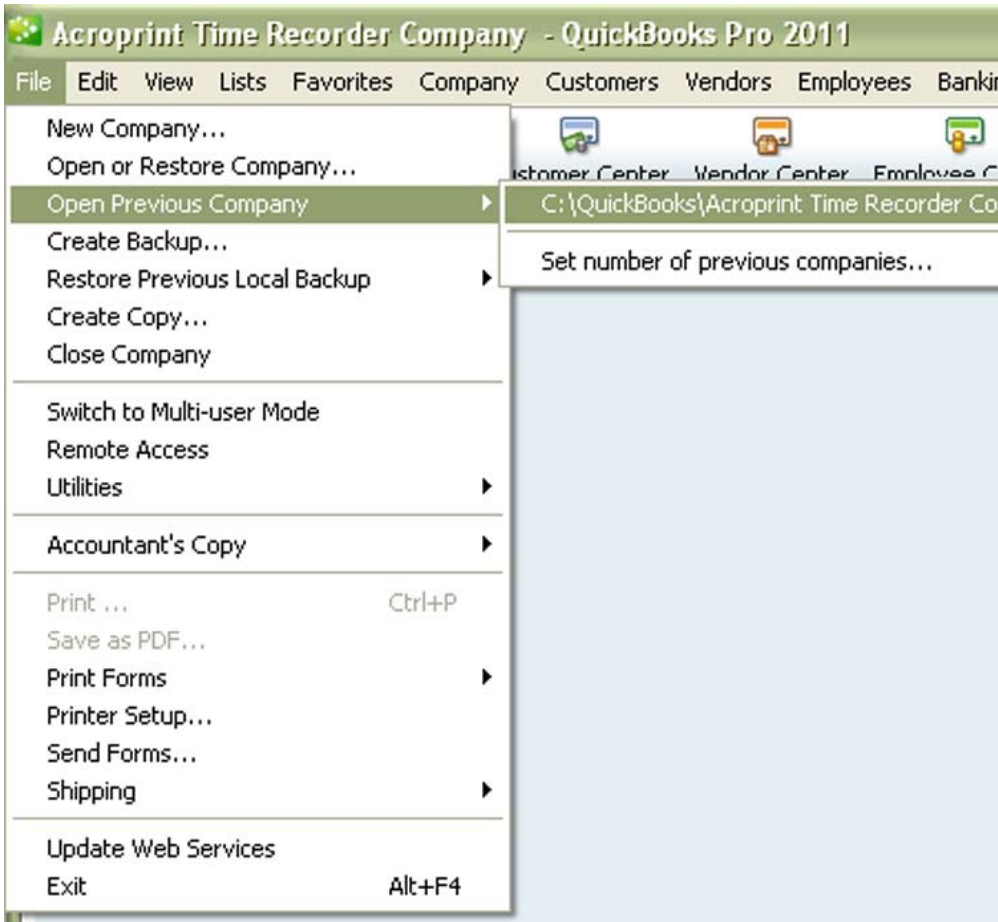 Acroprint Time Recorder Company - QuickBooks Pro 2011
File Edit View Lists Favorites Company Customers Vendors Employees
New Company...
Open or Restore Company...
Center Vendor Center
Open Previous Company
C:\QuickBooks\Acroprint Time Recorder
Create Backup...
Set number of previous companies...
Restore Previous Local Backup
Create Copy...
Close Company
Switch to Multi-user Mode
Remote Access
Utilities
Accountant's Copy
Print ... Ctrl+P
Save as PDF...
Print Forms
Printer Setup...
Send Forms...
Shipping
Update Web Services
Exit Alt+F4